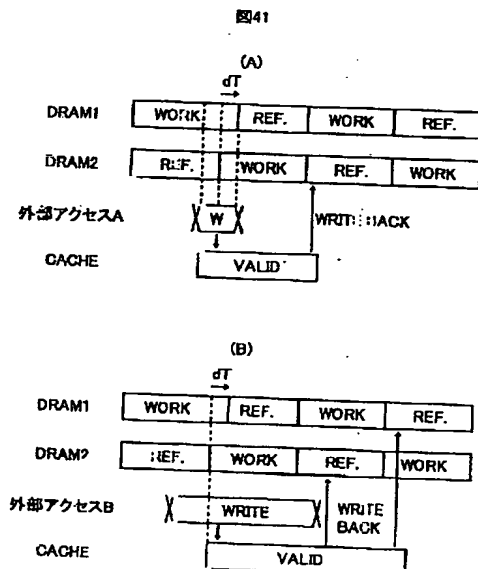 図41
(A)
dT
DRAM1 WORK REF. WORK REF.
DRAM2 REF. WORK REF. WORK
外部アクセスA W
WRITE BACK
CACHE VALID
(B)
dT
DRAM1 WORK REF. WORK REF.
DRAM2 REF. WORK REF. WORK
外部アクセスB WRITE
WRITE
BACK
CACHE VALID